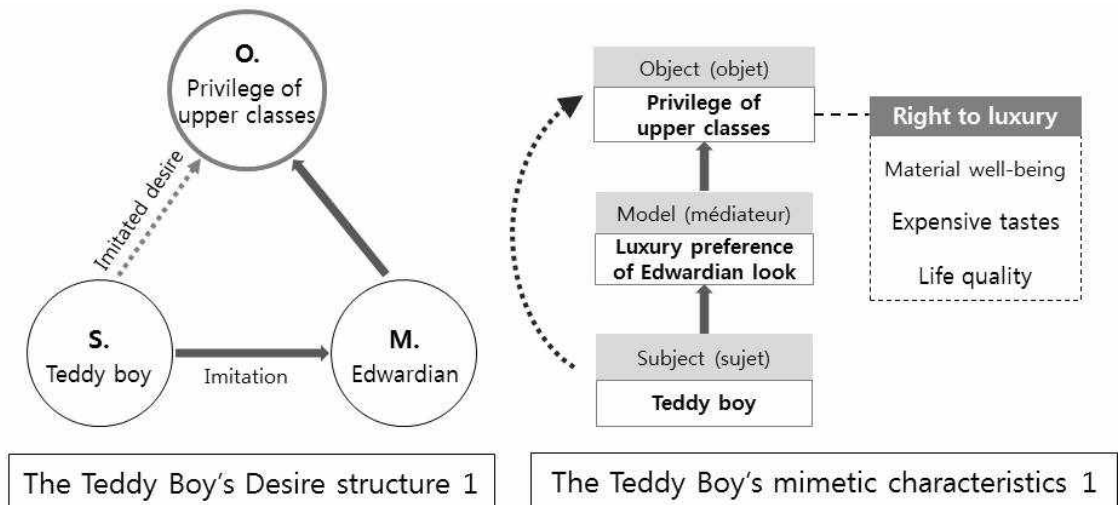 O.
Privilege of
upper classes
Imitated desire
S.
Teddy boy
Imitation
M.
Edwardian
The Teddy Boy's Desire structure 1
Object (objet)
Privilege of
upper classes
Model (médiateur)
Luxury preference
of Edwardian look
Subject (sujet)
Teddy boy
Right to luxury
Material well-being
Expensive tastes
Life quality
The Teddy Boy's mimetic characteristics 1